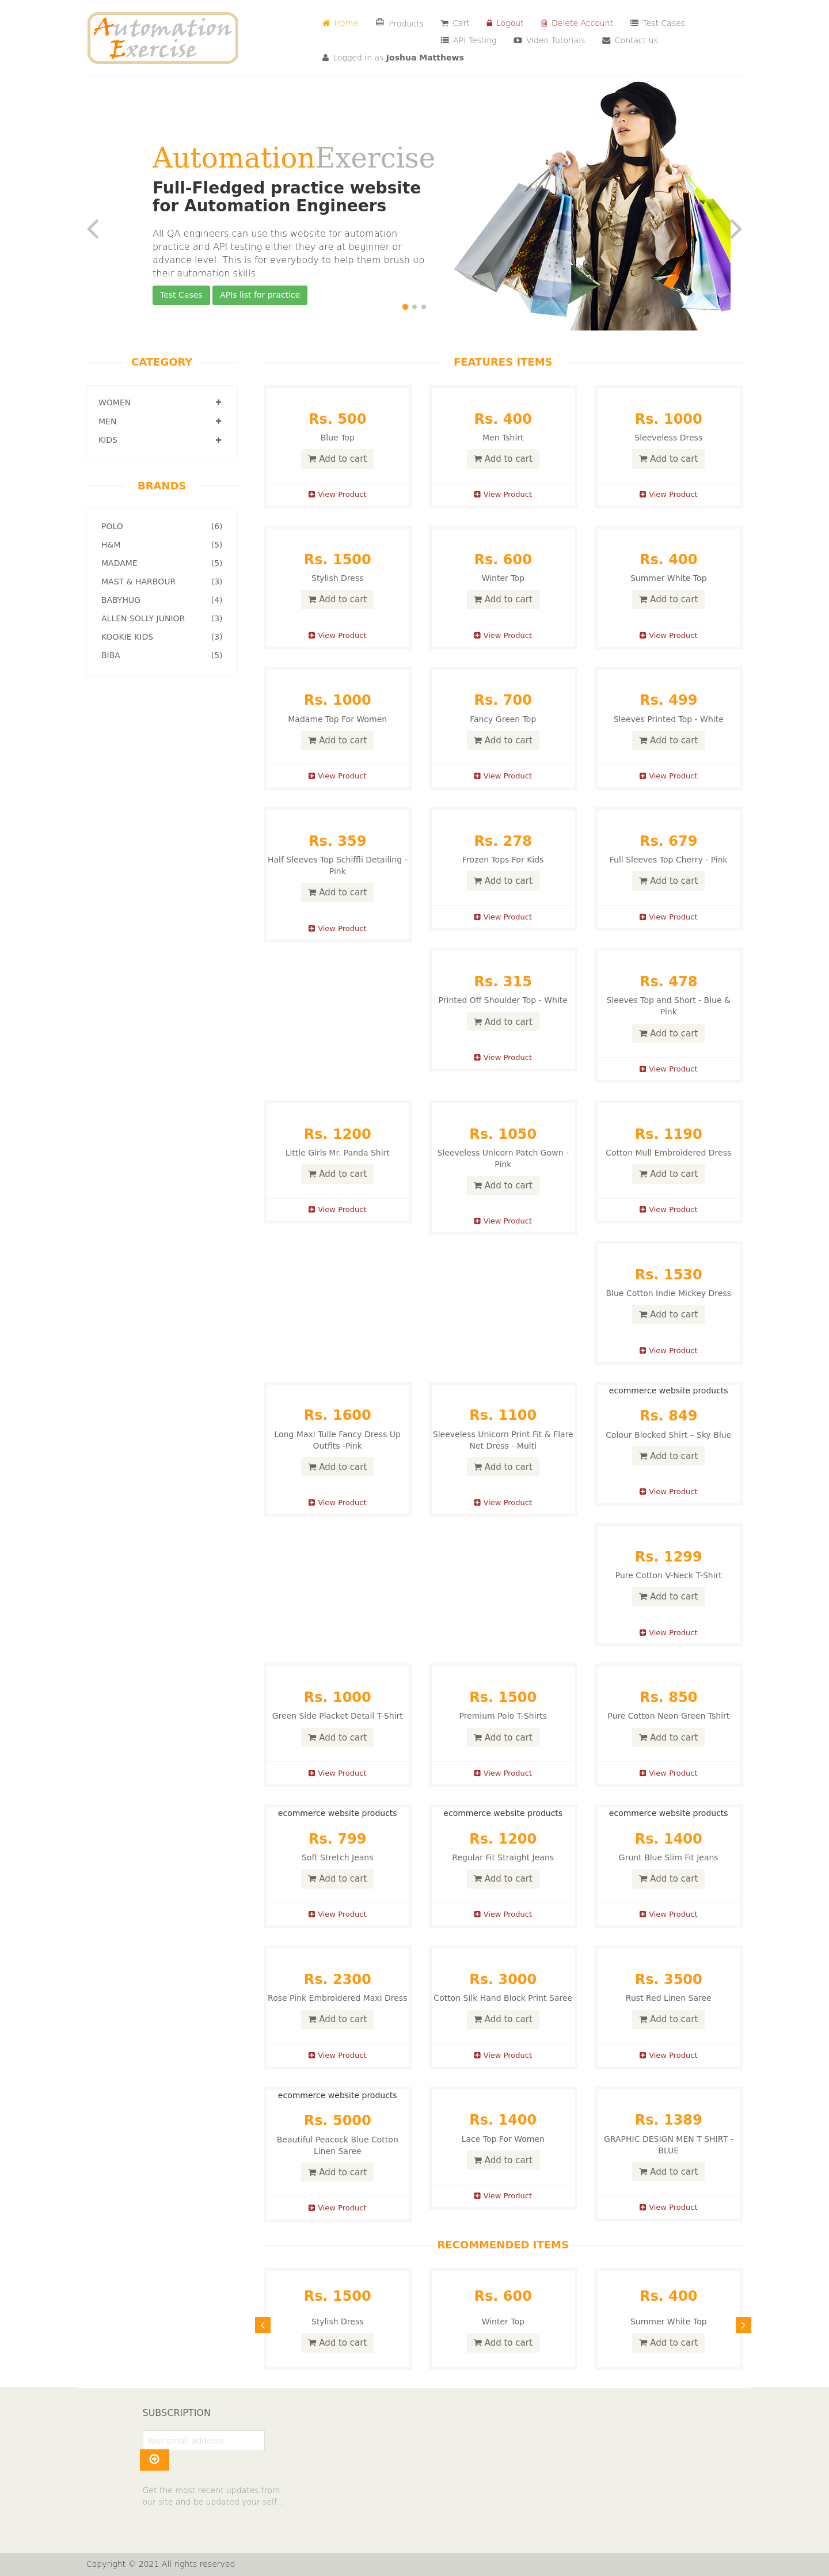 Automation
Exercise
Home
Products
Cart
Logout
Delete Account
Test Cases
API Testing
Video Tutorials
Contact us
Logged in as Joshua Matthews
AutomationExercise
Full-Fledged practice website
for Automation Engineers
All QA engineers can use this website for automation
practice and API testing either they are at beginner or
advance level. This is for everybody to help them brush up
their automation skills.
Test Cases
APIs list for practice
CATEGORY
WOMEN
MEN
KIDS
BRANDS
POLO (6)
H&M (5)
MADAME (5)
MAST & HARBOUR (3)
BABYHUG (4)
ALLEN SOLLY JUNIOR (3)
KOOKIE KIDS (3)
BIBA (5)
FEATURES ITEMS
Rs. 500
Blue Top
Add to cart
View Product
Rs. 400
Men Tshirt
Add to cart
View Product
Rs. 1000
Sleeveless Dress
Add to cart
View Product
Rs. 1500
Stylish Dress
Add to cart
View Product
Rs. 600
Winter Top
Add to cart
View Product
Rs. 400
Summer White Top
Add to cart
View Product
Rs. 1000
Madame Top For Women
Add to cart
View Product
Rs. 700
Fancy Green Top
Add to cart
View Product
Rs. 499
Sleeves Printed Top - White
Add to cart
View Product
Rs. 359
Half Sleeves Top Schiffli Detailing -
Pink
Add to cart
View Product
Rs. 278
Frozen Tops For Kids
Add to cart
View Product
Rs. 679
Full Sleeves Top Cherry - Pink
Add to cart
View Product
Rs. 315
Printed Off Shoulder Top - White
Add to cart
View Product
Rs. 478
Sleeves Top and Short - Blue &
Pink
Add to cart
View Product
Rs. 1200
Little Girls Mr. Panda Shirt
Add to cart
View Product
Rs. 1050
Sleeveless Unicorn Patch Gown -
Pink
Add to cart
View Product
Rs. 1190
Cotton Mull Embroidered Dress
Add to cart
View Product
Rs. 1530
Blue Cotton Indie Mickey Dress
Add to cart
View Product
Rs. 1600
Long Maxi Tulle Fancy Dress Up
Outfits -Pink
Add to cart
View Product
Rs. 1100
Sleeveless Unicorn Print Fit & Flare
Net Dress - Multi
Add to cart
View Product
ecommerce website products
Rs. 849
Colour Blocked Shirt – Sky Blue
Add to cart
View Product
Rs. 1299
Pure Cotton V-Neck T-Shirt
Add to cart
View Product
Rs. 1000
Green Side Placket Detail T-Shirt
Add to cart
View Product
Rs. 1500
Premium Polo T-Shirts
Add to cart
View Product
Rs. 850
Pure Cotton Neon Green Tshirt
Add to cart
View Product
ecommerce website products
Rs. 799
Soft Stretch Jeans
Add to cart
View Product
ecommerce website products
Rs. 1200
Regular Fit Straight Jeans
Add to cart
View Product
ecommerce website products
Rs. 1400
Grunt Blue Slim Fit Jeans
Add to cart
View Product
Rs. 2300
Rose Pink Embroidered Maxi Dress
Add to cart
View Product
Rs. 3000
Cotton Silk Hand Block Print Saree
Add to cart
View Product
Rs. 3500
Rust Red Linen Saree
Add to cart
View Product
ecommerce website products
Rs. 5000
Beautiful Peacock Blue Cotton
Linen Saree
Add to cart
View Product
Rs. 1400
Lace Top For Women
Add to cart
View Product
Rs. 1389
GRAPHIC DESIGN MEN T SHIRT -
BLUE
Add to cart
View Product
RECOMMENDED ITEMS
Rs. 1500
Stylish Dress
Add to cart
Rs. 600
Winter Top
Add to cart
Rs. 400
Summer White Top
Add to cart
SUBSCRIPTION
Your email address
Get the most recent updates from
our site and be updated your self...
Copyright © 2021 All rights reserved